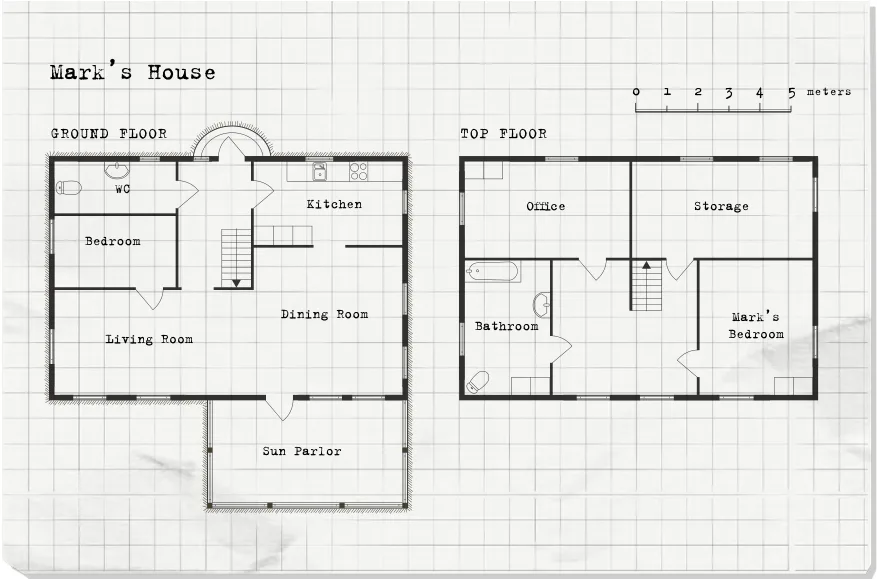 Mark's House
0 1 2 3 4 5 meters
GROUND FLOOR
TOP FLOOR
WC
Kitchen
Bedroom
Living Room
Dining Room
Sun Parlor
Office
Storage
Bathroom
Mark's
Bedroom